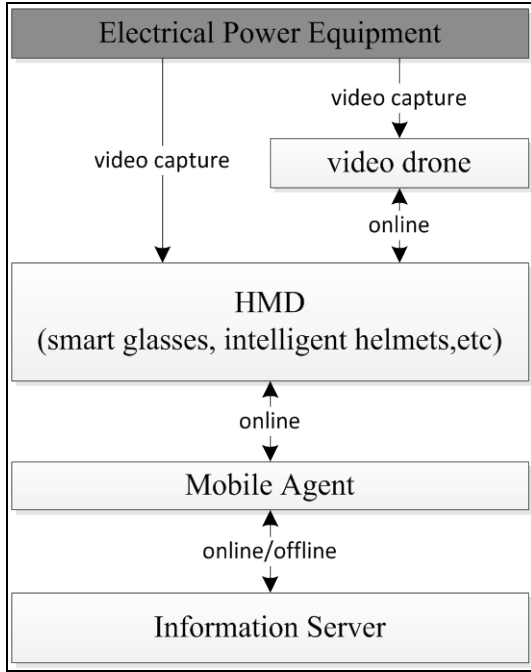 Electrical Power Equipment
video capture
video capture
video drone
online
HMD
(smart glasses, intelligent helmets,etc)
online
Mobile Agent
online/offline
Information Server